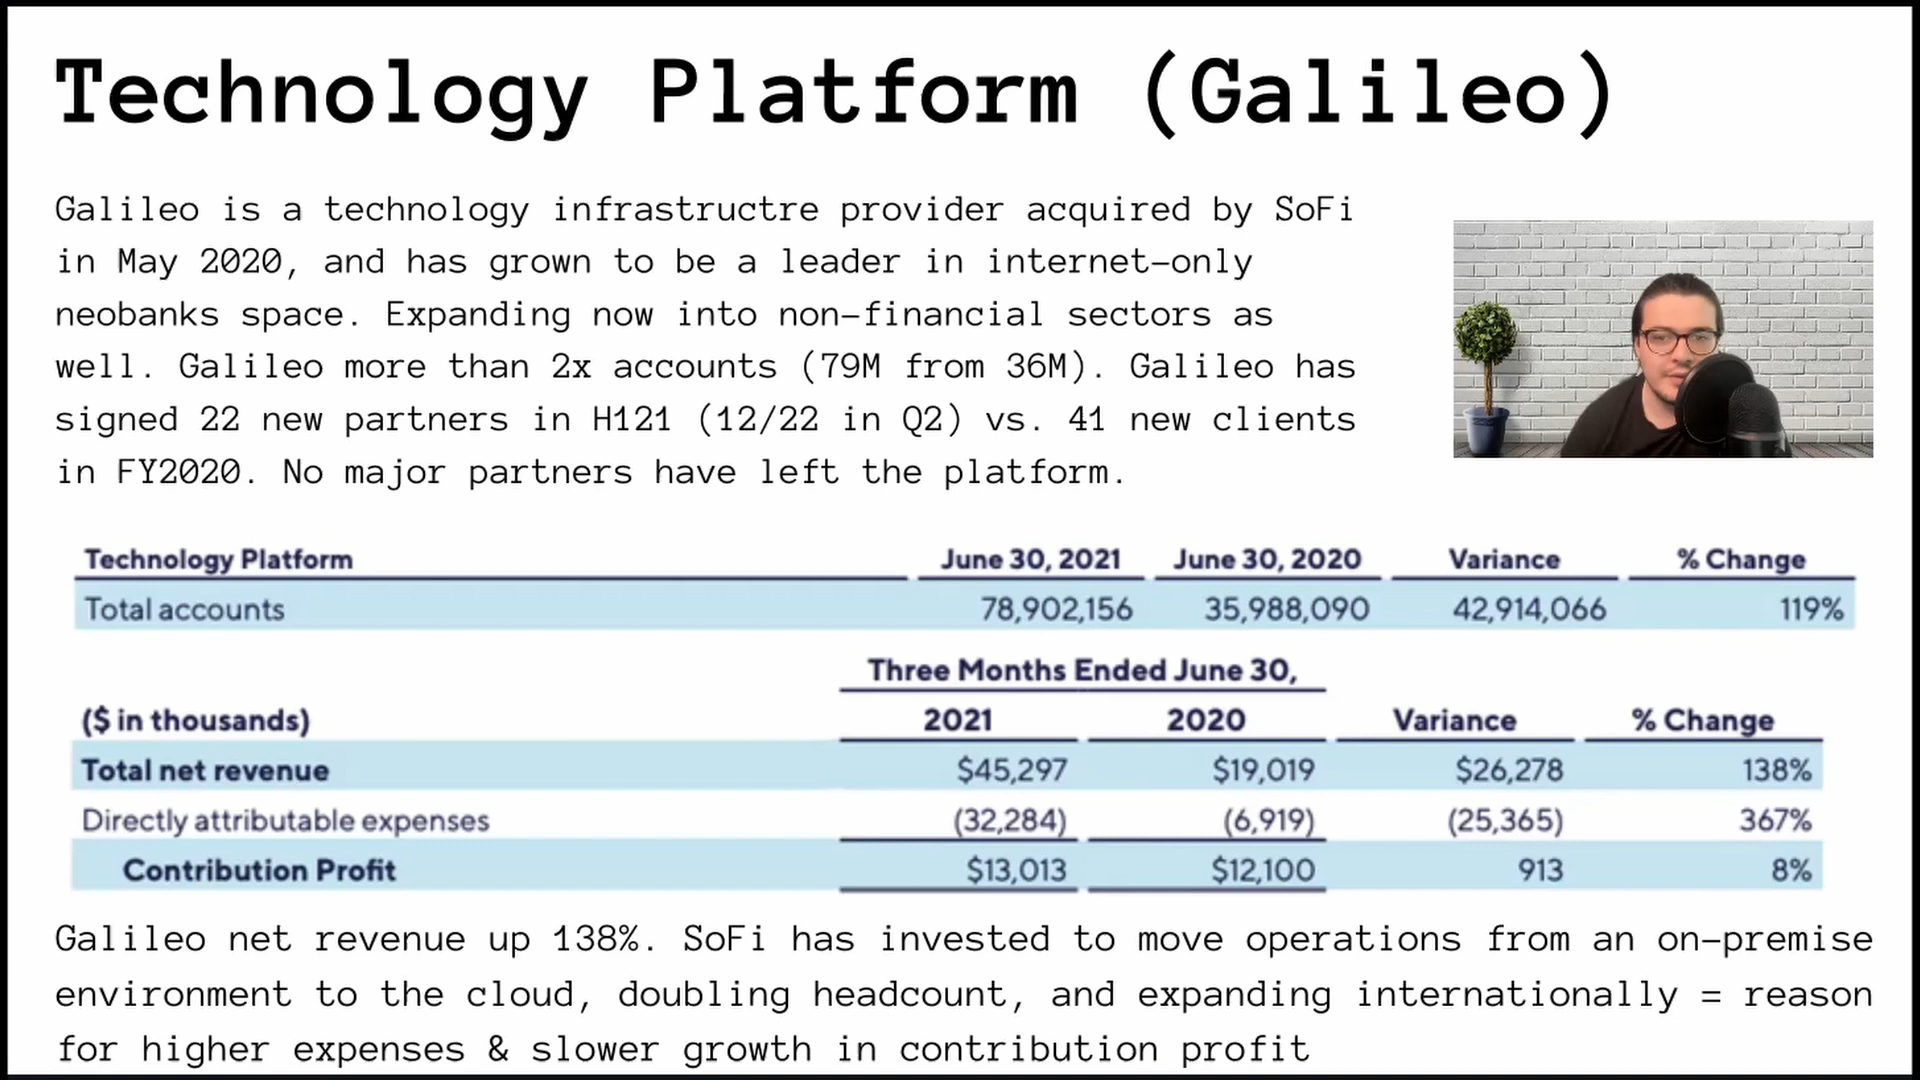 Technology Platform (Galileo)
Galileo is a technology infrastructre provider acquired by SoFi
in May 2020, and has grown to be a leader in internet-only
neobanks space. Expanding now into non-financial sectors as
well. Galileo more than 2x accounts (79M from 36M). Galileo has
signed 22 new partners in H121 (12/22 in Q2) vs. 41 new clients
in FY2020. No major partners have left the platform.
Technology Platform June 30, 2021 June 30, 2020 Variance % Change
Total accounts 78,902,156 35,988,090 42,914,066 119%
Three Months Ended June 30,
($ in thousands) 2021 2020 Variance % Change
Total net revenue $45,297 $19,019 $26,278 138%
Directly attributable expenses (32,284) (6,919) (25,365) 367%
Contribution Profit $13,013 $12,100 913 8%
Galileo net revenue up 138%. SoFi has invested to move operations from an on-premise
environment to the cloud, doubling headcount, and expanding internationally = reason
for higher expenses & slower growth in contribution profit